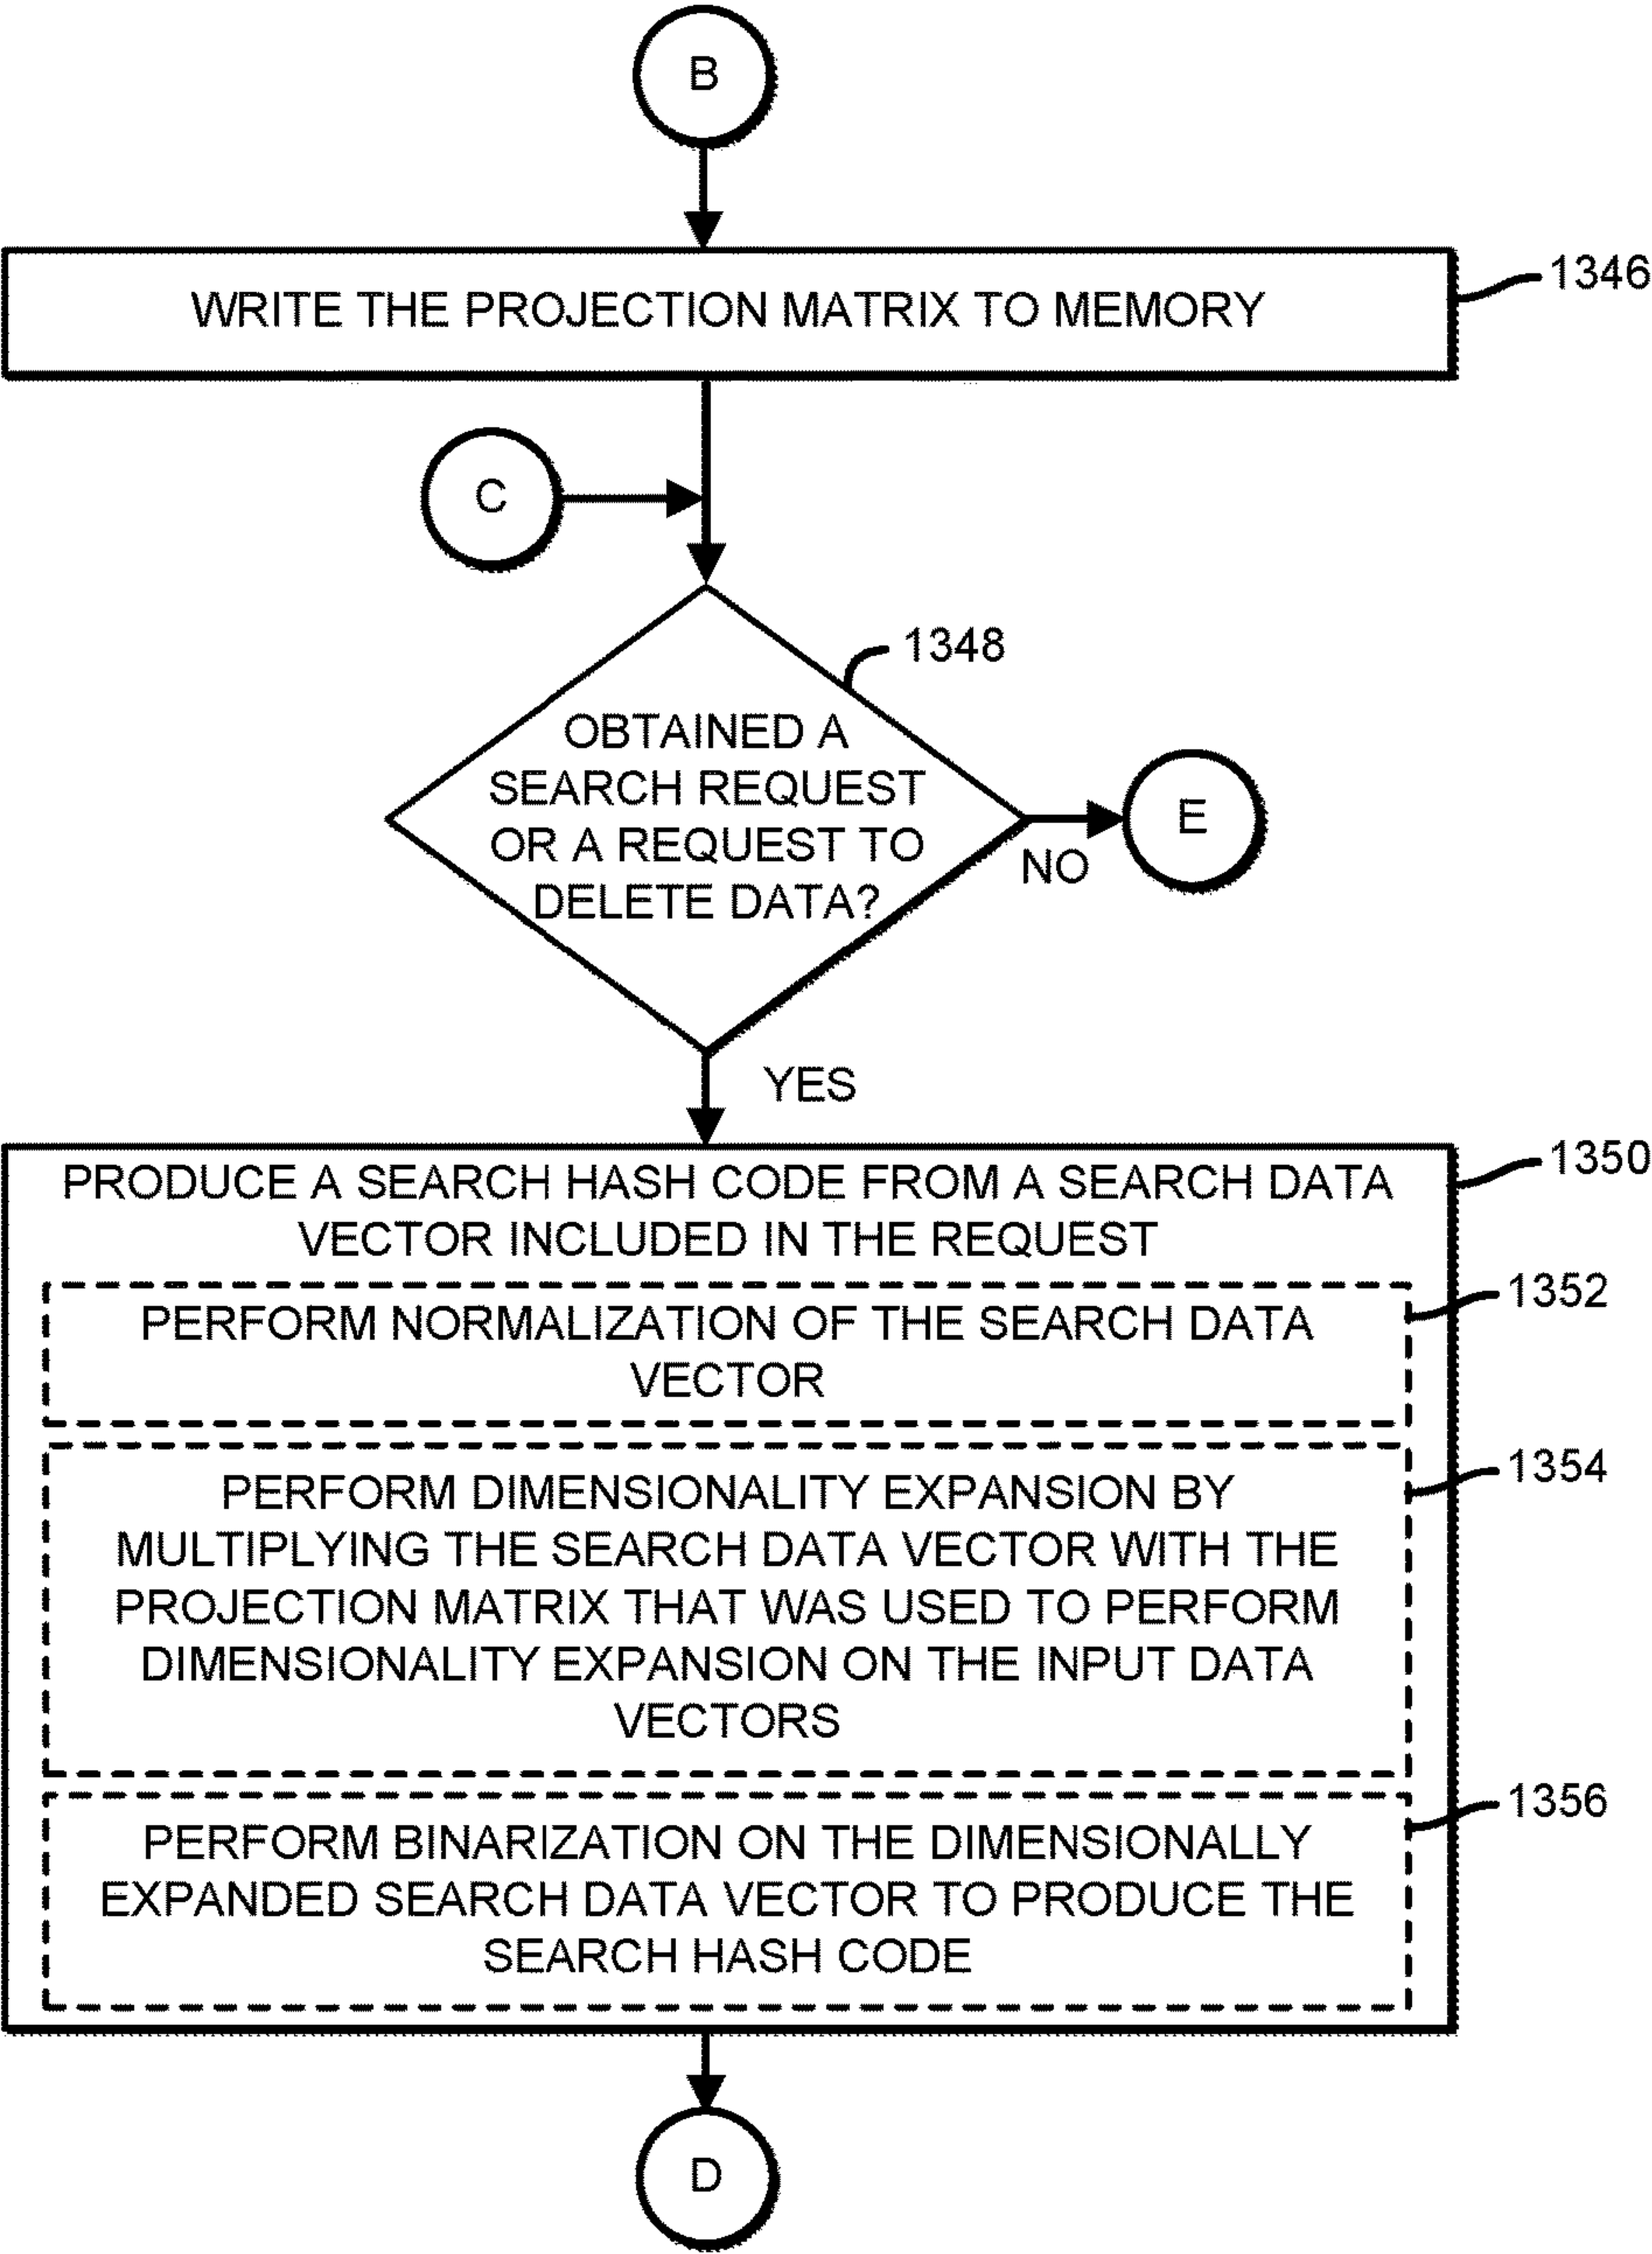 B
WRITE THE PROJECTION MATRIX TO MEMORY
1346
C
1348
OBTAINED A
SEARCH REQUEST
OR A REQUEST TO
DELETE DATA?
NO
E
YES
1350
PRODUCE A SEARCH HASH CODE FROM A SEARCH DATA
VECTOR INCLUDED IN THE REQUEST
1352
PERFORM NORMALIZATION OF THE SEARCH DATA
VECTOR
1354
PERFORM DIMENSIONALITY EXPANSION BY
MULTIPLYING THE SEARCH DATA VECTOR WITH THE
PROJECTION MATRIX THAT WAS USED TO PERFORM
DIMENSIONALITY EXPANSION ON THE INPUT DATA
VECTORS
1356
PERFORM BINARIZATION ON THE DIMENSIONALLY
EXPANDED SEARCH DATA VECTOR TO PRODUCE THE
SEARCH HASH CODE
D